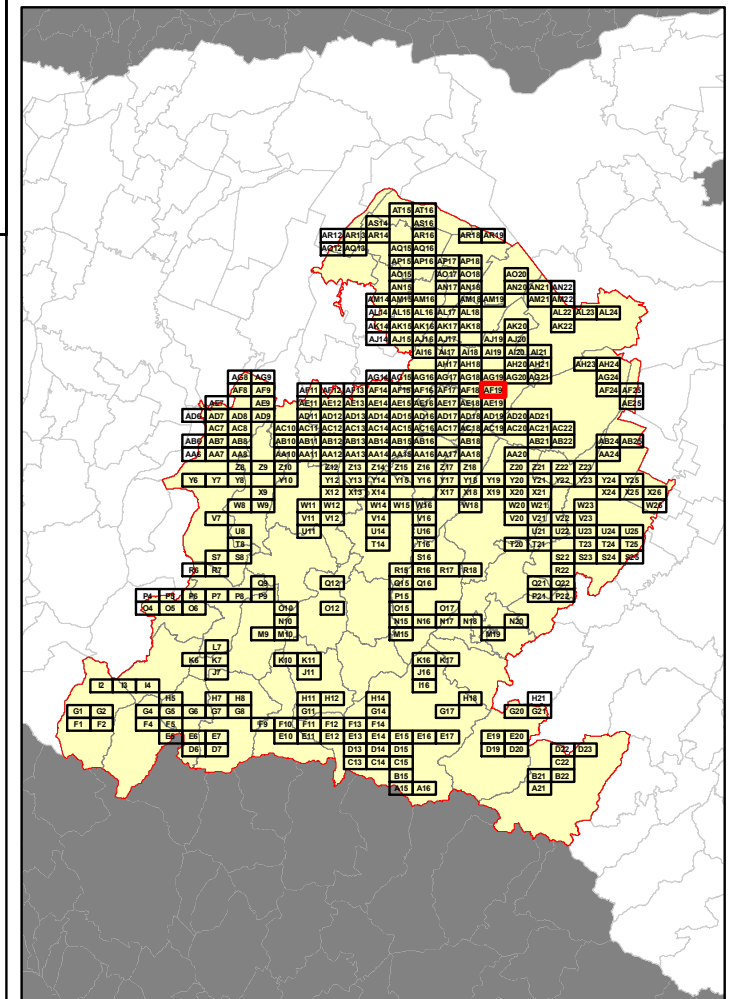 AT15 AT16
AS14 AS16
AR12 AR13 AR14 AR16 AR18 AR19
AQ12 AQ13 AQ15 AQ16
AP15 AP16 AP17 AP18
AO15 AO17 AO18 AO20
AN15 AN17 AN18 AN20 AN21 AN22
AM14 AM15 AM16 AM18 AM19 AM21 AM22
AL14 AL15 AL16 AL17 AL18 AL22 AL23 AL24
AK14 AK15 AK16 AK17 AK18 AK20 AK22
AJ14 AJ15 AJ16 AJ17 AJ19 AJ20
AI16 AI17 AI18 AI19 AI20 AI21
AH17 AH18 AH20 AH21 AH23 AH24
AG8 AG9 AG14 AG15 AG16 AG17 AG18 AG19 AG20 AG21 AG24
AF8 AF9 AF11 AF12 AF13 AF14 AF15 AF16 AF17 AF18 AF19 AF24 AF25
AE7 AE9 AE11 AE12 AE13 AE14 AE15 AE16 AE17 AE18 AE19 AE25
AD6 AD7 AD8 AD9 AD11 AD12 AD13 AD14 AD15 AD16 AD17 AD18 AD19 AD20 AD21
AC7 AC8 AC10 AC11 AC12 AC13 AC14 AC15 AC16 AC17 AC18 AC19 AC20 AC21 AC22
AB6 AB7 AB8 AB10 AB11 AB12 AB13 AB14 AB15 AB16 AB18 AB21 AB22 AB24 AB25
AA6 AA7 AA8 AA10 AA11 AA12 AA13 AA14 AA15 AA16 AA17 AA18 AA20 AA24
Z8 Z9 Z10 Z12 Z13 Z14 Z15 Z16 Z17 Z18 Z20 Z21 Z22 Z23
Y6 Y7 Y8 Y10 Y12 Y13 Y14 Y15 Y16 Y17 Y18 Y19 Y20 Y21 Y22 Y23 Y24 Y25
X9 X12 X13 X14 X17 X18 X19 X20 X21 X24 X25 X26
W8 W9 W11 W12 W14 W15 W16 W18 W20 W21 W23 W26
V7 V11 V12 V14 V16 V20 V21 V22 V23
U8 U11 U14 U16 U21 U22 U23 U24 U25
T8 T14 T16 T20 T21 T23 T24 T25
S7 S8 S16 S22 S23 S24 S25
R6 R7 R15 R16 R17 R18 R22
Q9 Q12 Q15 Q16 Q21 Q22
P4 P5 P6 P7 P8 P9 P15 P21 P22
O4 O5 O6 O10 O12 O15 O17
N10 N15 N16 N17 N18 N20
M9 M10 M15 M19
L7
K6 K7 K10 K11 K16 K17
J7 J11 J16
I2 I3 I4 I16
H5 H7 H8 H11 H12 H14 H18 H21
G1 G2 G4 G5 G6 G7 G8 G11 G14 G17 G20 G21
F1 F2 F4 F5 F9 F10 F11 F12 F13 F14
E5 E6 E7 E10 E11 E12 E13 E14 E15 E16 E17 E19 E20
D6 D7 D13 D14 D15 D19 D20 D22 D23
C13 C14 C15 C22
B15 B21 B22
A15 A16 A21